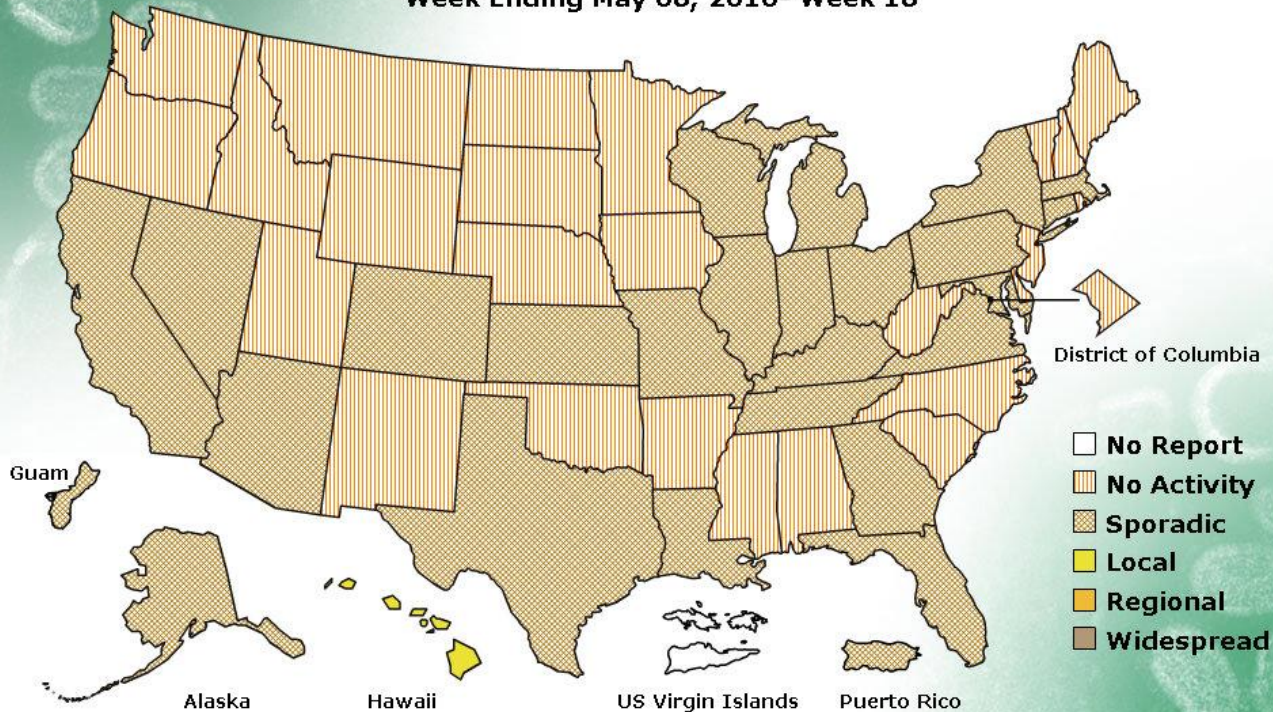 Week Ending May 08, 2010- Week 18
District of Columbia
No Report
No Activity
Sporadic
Local
Regional
Widespread
Guam
Alaska
Hawaii
US Virgin Islands
Puerto Rico